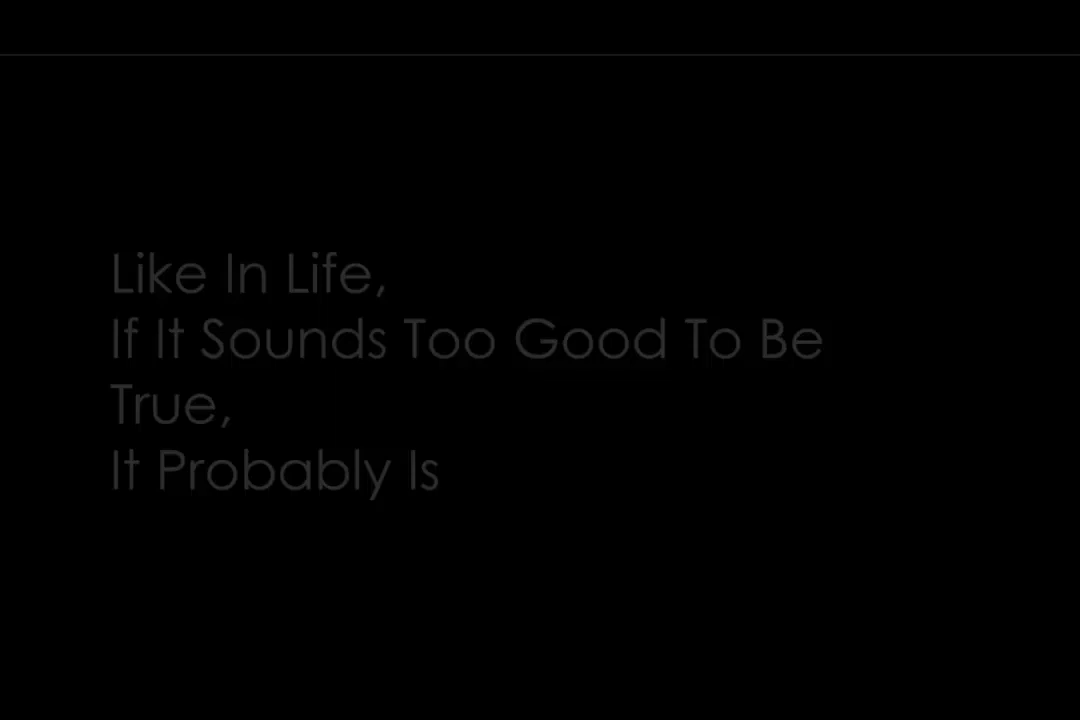 Like In Life,
If It Sounds Too Good To Be
True,
It Probably Is